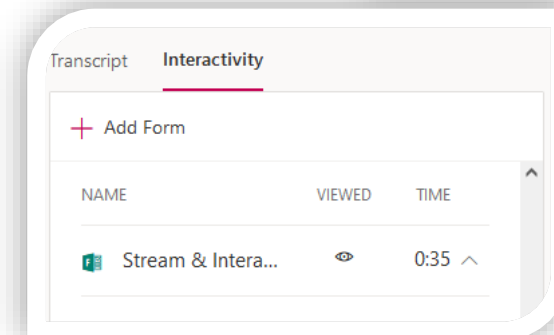 Transcript Interactivity
+ Add Form
NAME VIEWED TIME
Stream & Intera... 0:35